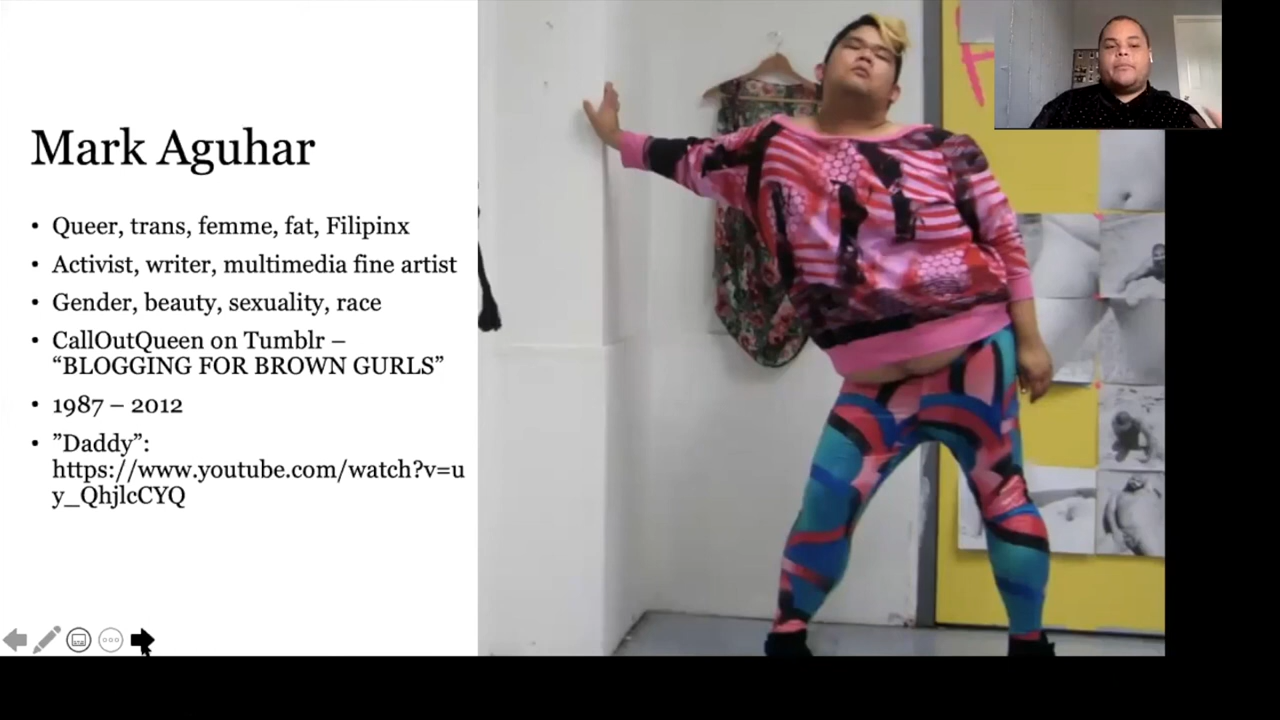 Mark Aguhar
• Queer, trans, femme, fat, Filipinx
• Activist, writer, multimedia fine artist
• Gender, beauty, sexuality, race
• CallOutQueen on Tumblr –
“BLOGGING FOR BROWN GURLS”
• 1987 – 2012
• ”Daddy”:
https://www.youtube.com/watch?v=u
y_QhjlcCYQ